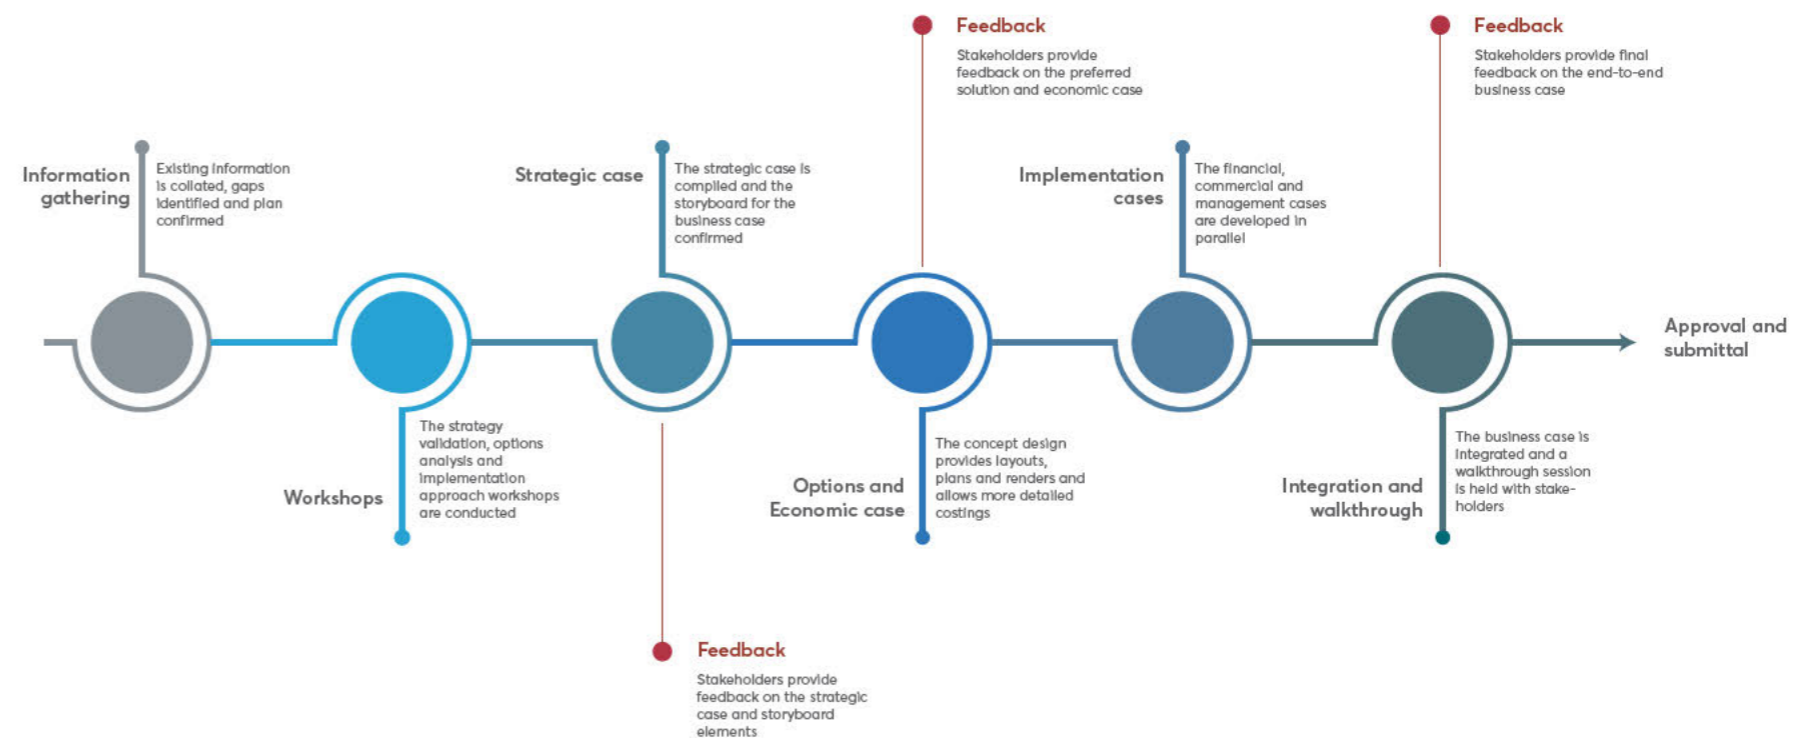 Information
gathering
Existing information
is collated, gaps
identified and plan
confirmed
Workshops
The strategy
validation, options
analysis and
implementation
approach workshops
are conducted
Strategic case
The strategic case is
compiled and the
storyboard for the
business case
confirmed
Feedback
Stakeholders provide
feedback on the strategic
case and storyboard
elements
Options and
Economic case
The concept design
provides layouts,
plans and renders and
allows more detailed
costings
Feedback
Stakeholders provide
feedback on the preferred
solution and economic case
Implementation
cases
The financial,
commercial and
management cases
are developed in
parallel
Integration and
walkthrough
The business case is
integrated and a
walkthrough session
is held with stake-
holders
Feedback
Stakeholders provide final
feedback on the end-to-end
business case
Approval and
submittal